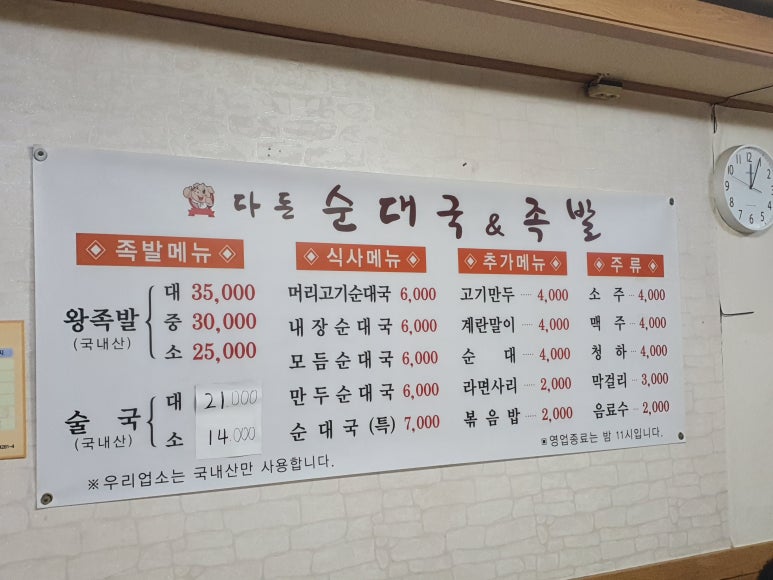 다돈 순대국 & 족발
족발메뉴
왕족발
(국내산)
대 35,000
중 30,000
소 25,000
술국
(국내산)
대 21.000
소 14.000
식사메뉴
머리고기순대국 6,000
내장순대국 6,000
모듬순대국 6,000
만두순대국 6,000
순대국(특) 7,000
추가메뉴
고기만두 ···· 4,000
계란말이 ···· 4,000
순대 ···· 4,000
라면사리 ···· 2,000
볶음밥 ···· 2,000
주류
소주 ·· 4,000
맥주 ·· 4,000
청하 ·· 4,000
막걸리 ·· 3,000
음료수 ·· 2,000
※우리업소는 국내산만 사용합니다.
▣영업종료는 밤 11시입니다.